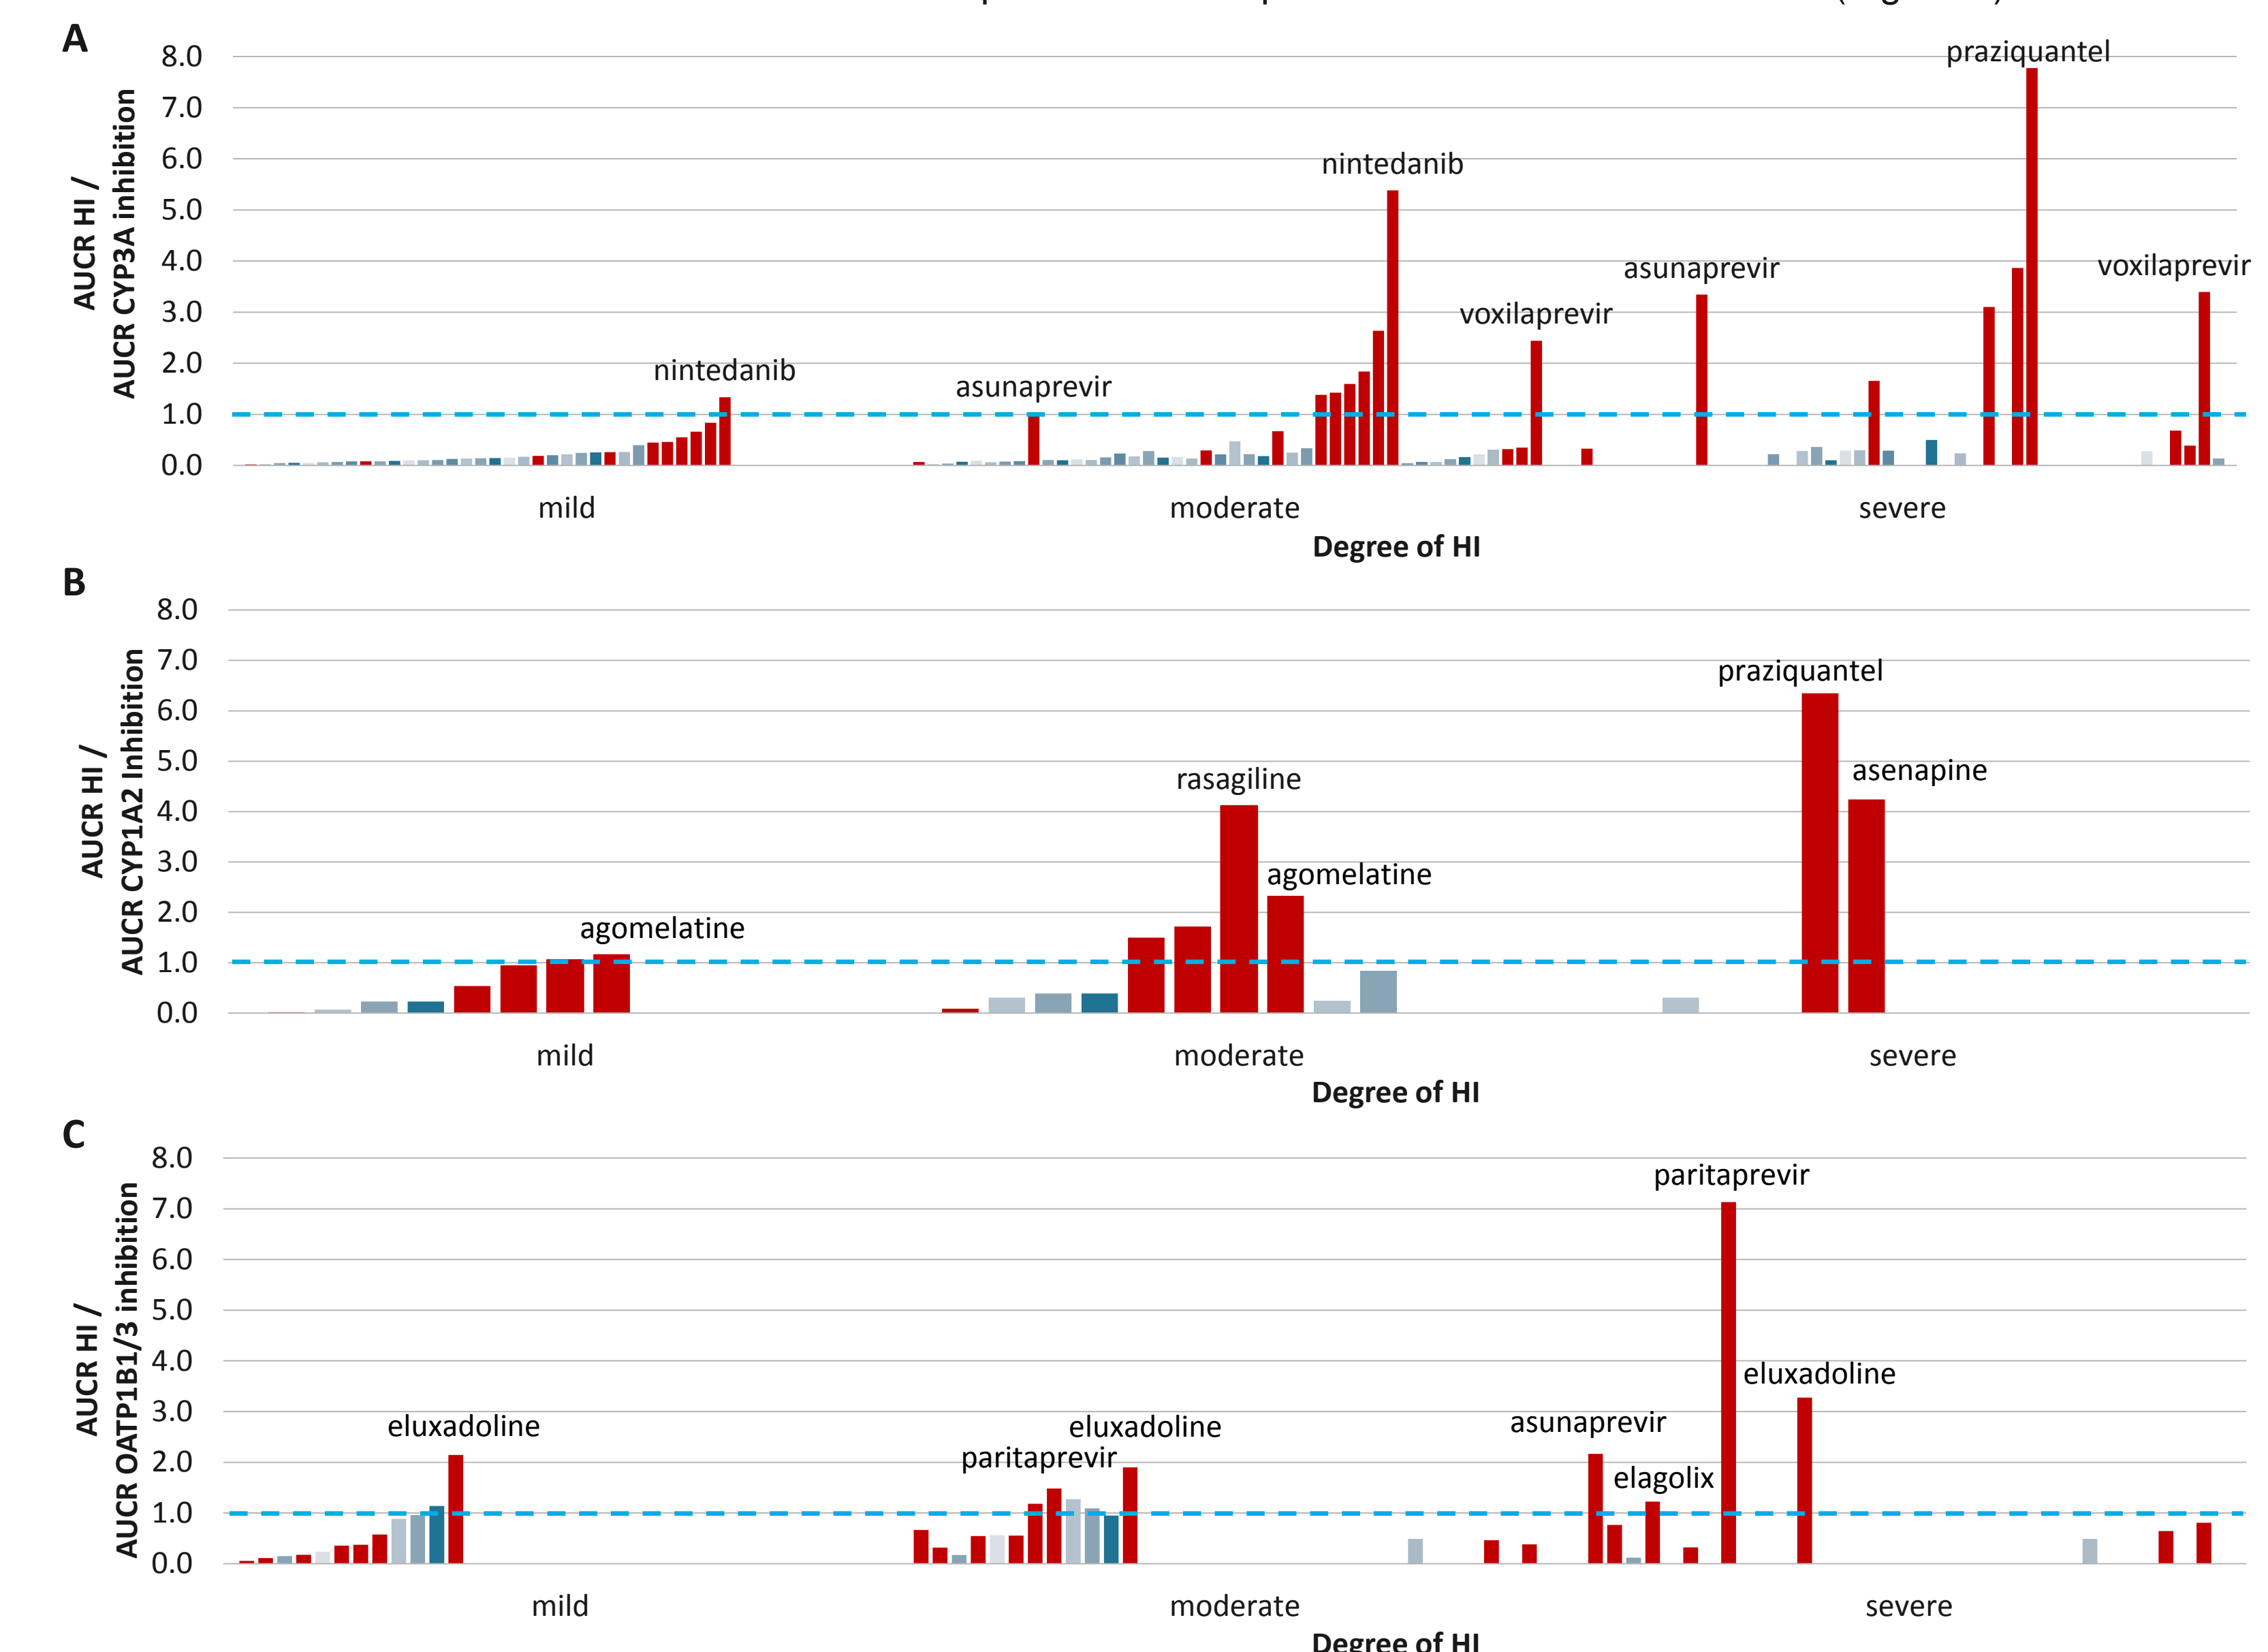 A
AUCR HI /
AUCR CYP3A inhibition
8.0
7.0
6.0
5.0
4.0
3.0
2.0
1.0
0.0
nintedanib
asunaprevir
nintedanib
voxilaprevir
asunaprevir
praziquantel
voxilaprevir
mild
moderate
severe
Degree of HI
B
AUCR HI /
AUCR CYP1A2 Inhibition
8.0
7.0
6.0
5.0
4.0
3.0
2.0
1.0
0.0
agomelatine
rasagiline
agomelatine
praziquantel
asenapine
mild
moderate
severe
Degree of HI
C
AUCR HI /
AUCR OATP1B1/3 inhibition
8.0
7.0
6.0
5.0
4.0
3.0
2.0
1.0
0.0
eluxadoline
eluxadoline
paritaprevir
asunaprevir
elagolix
paritaprevir
eluxadoline
mild
moderate
severe
Degree of HI